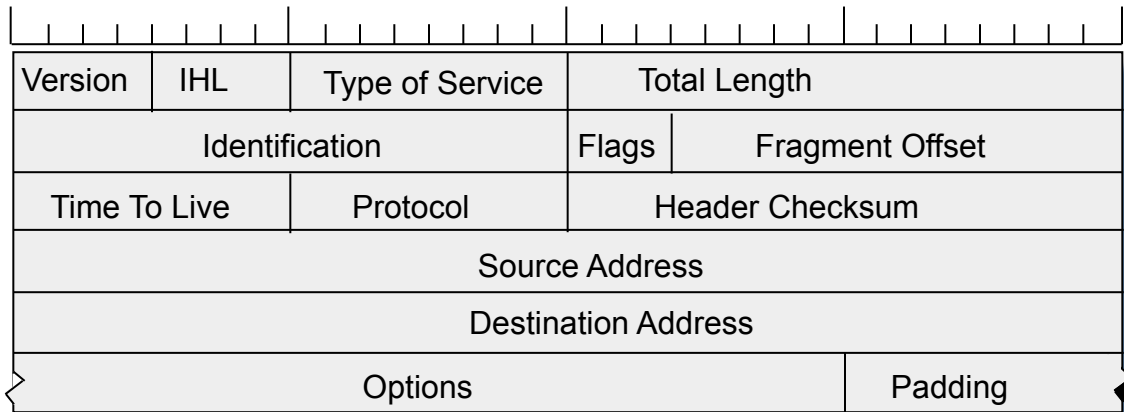 Version IHL Type of Service Total Length
Identification Flags Fragment Offset
Time To Live Protocol Header Checksum
Source Address
Destination Address
Options Padding